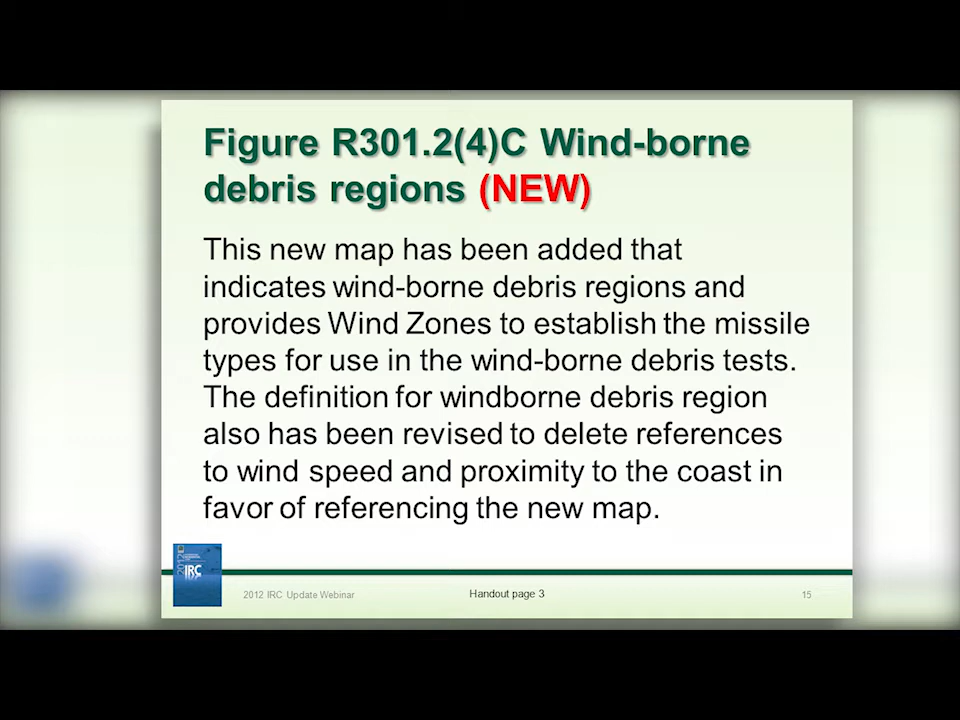 Figure R301.2(4)C Wind-borne
debris regions (NEW)
This new map has been added that
indicates wind-borne debris regions and
provides Wind Zones to establish the missile
types for use in the wind-borne debris tests.
The definition for windborne debris region
also has been revised to delete references
to wind speed and proximity to the coast in
favor of referencing the new map.
2012
IRC
2012 IRC Update Webinar
Handout page 3
15